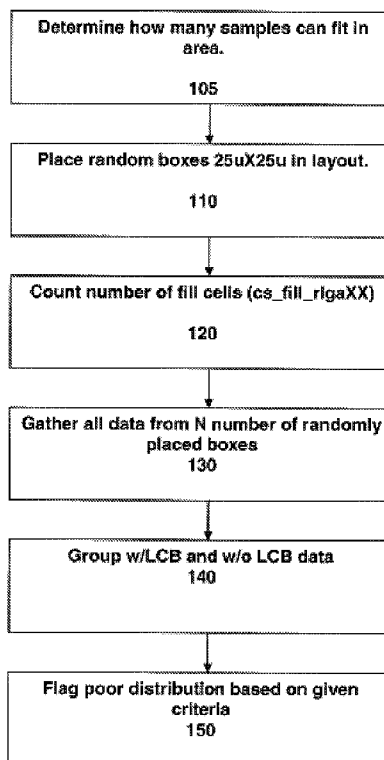 Determine how many samples can fit in
area.
105
Place random boxes 25uX25u in layout.
110
Count number of fill cells (cs_fill_rlgaXX)
120
Gather all data from N number of randomly
placed boxes
130
Group w/LCB and w/o LCB data
140
Flag poor distribution based on given
criteria
150